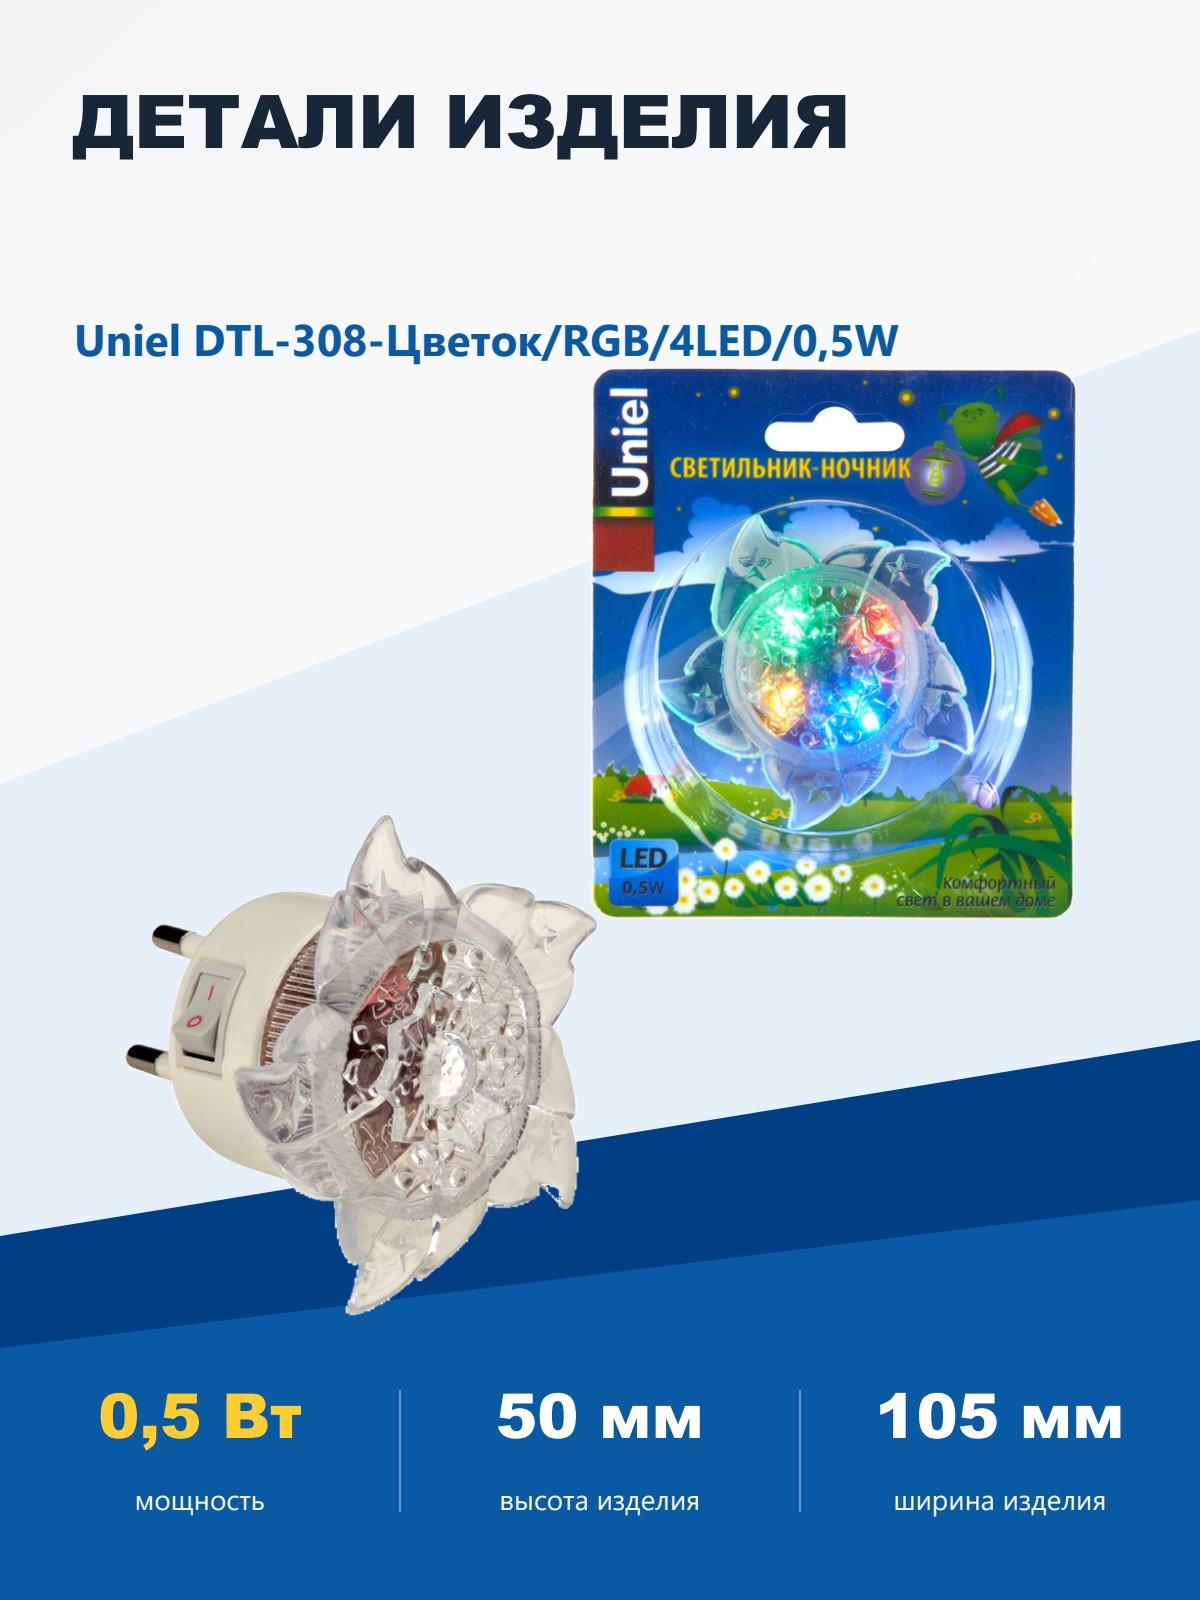 ДЕТАЛИ ИЗДЕЛИЯ
Uniel DTL-308-Цветок/RGB/4LED/0,5W
Uniel
СВЕТИЛЬНИК-НОЧНИК
LED
0,5W
Комфортный
свет в вашем доме
I
O
0,5 Вт
мощность
50 мм
высота изделия
105 мм
ширина изделия